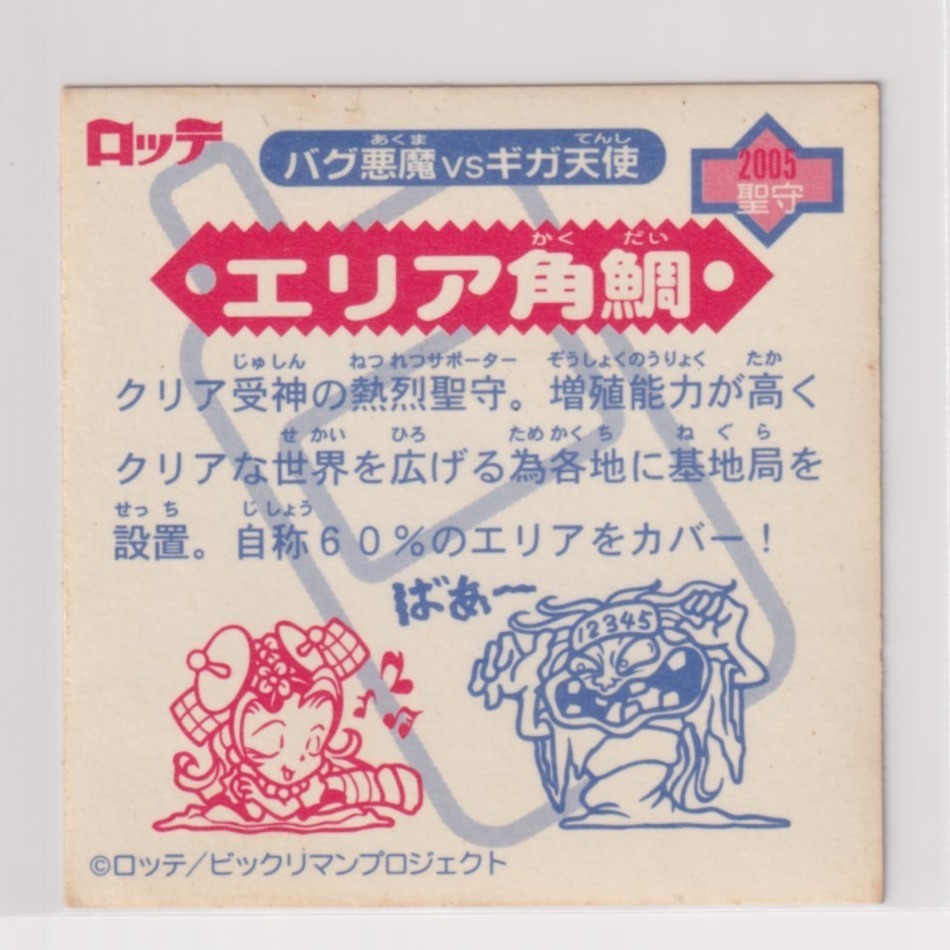 ロッテ
あくま てんし
バグ悪魔vsギガ天使
2005
聖守
かく だい
エリア角鯛
じゅしん ねつれつサポーター ぞうしょくのうりょく たか
クリア受神の熱烈聖守。増殖能力が高く
せかい ひろ ためかくち ねぐら
クリアな世界を広げる為各地に基地局を
せっち じしょう
設置。自称60%のエリアをカバー!
ばあ〜
12345
©ロッテ/ビックリマンプロジェクト